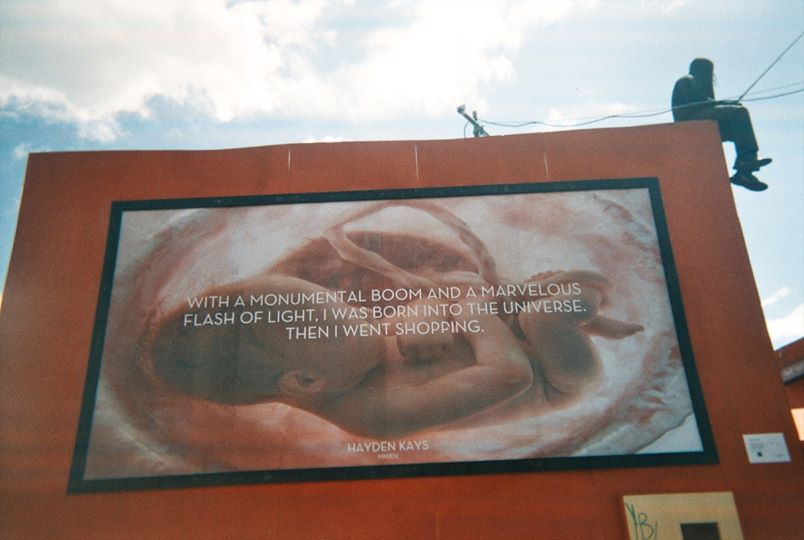 WITH A MONUMENTAL BOOM AND A MARVELOUS
FLASH OF LIGHT, I WAS BORN INTO THE UNIVERSE.
THEN I WENT SHOPPING.
HAYDEN KAYS
MMXIV